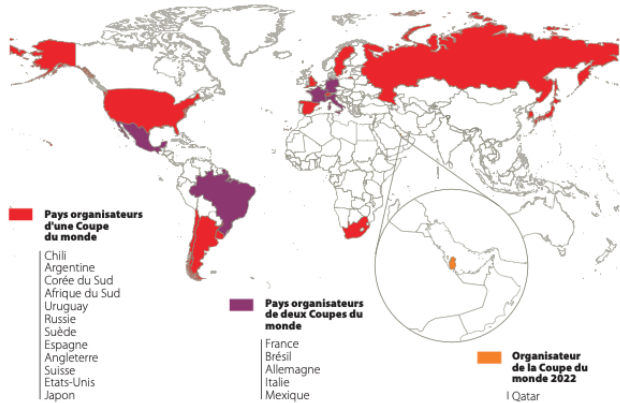 Pays organisateurs
d'une Coupe
du monde
Chili
Argentine
Corée du Sud
Afrique du Sud
Uruguay
Russie
Suède
Espagne
Angleterre
Suisse
Etats-Unis
Japon
Pays organisateurs
de deux Coupes du
monde
France
Brésil
Allemagne
Italie
Mexique
Organisateur
de la Coupe du
monde 2022
Qatar